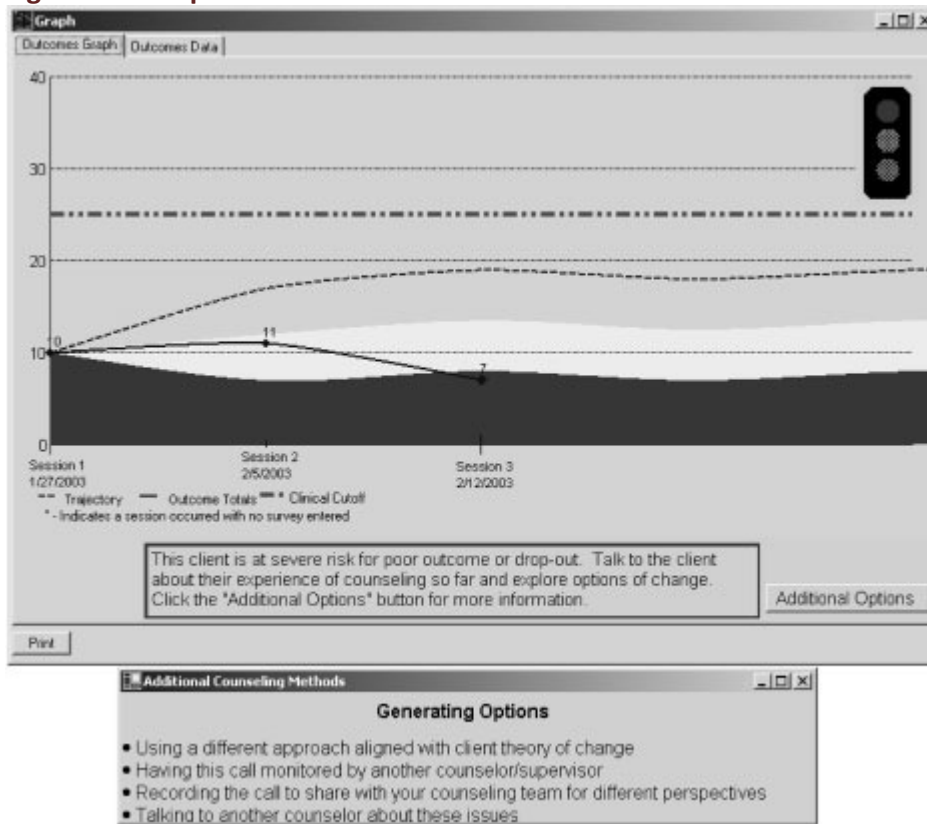 Graph
Outcomes Graph Outcomes Data
40
30
20
10
0
10
11
7
Session 1
1/27/2003
Session 2
2/5/2003
Session 3
2/12/2003
-- Trajectory — Outcome Totals - * Clinical Cutoff
* - Indicates a session occurred with no survey entered
This client is at severe risk for poor outcome or drop-out. Talk to the client
about their experience of counseling so far and explore options of change.
Click the "Additional Options" button for more information.
Additional Options
Print
Additional Counseling Methods
Generating Options
• Using a different approach aligned with client theory of change
• Having this call monitored by another counselor/supervisor
• Recording the call to share with your counseling team for different perspectives
• Talking to another counselor about these issues